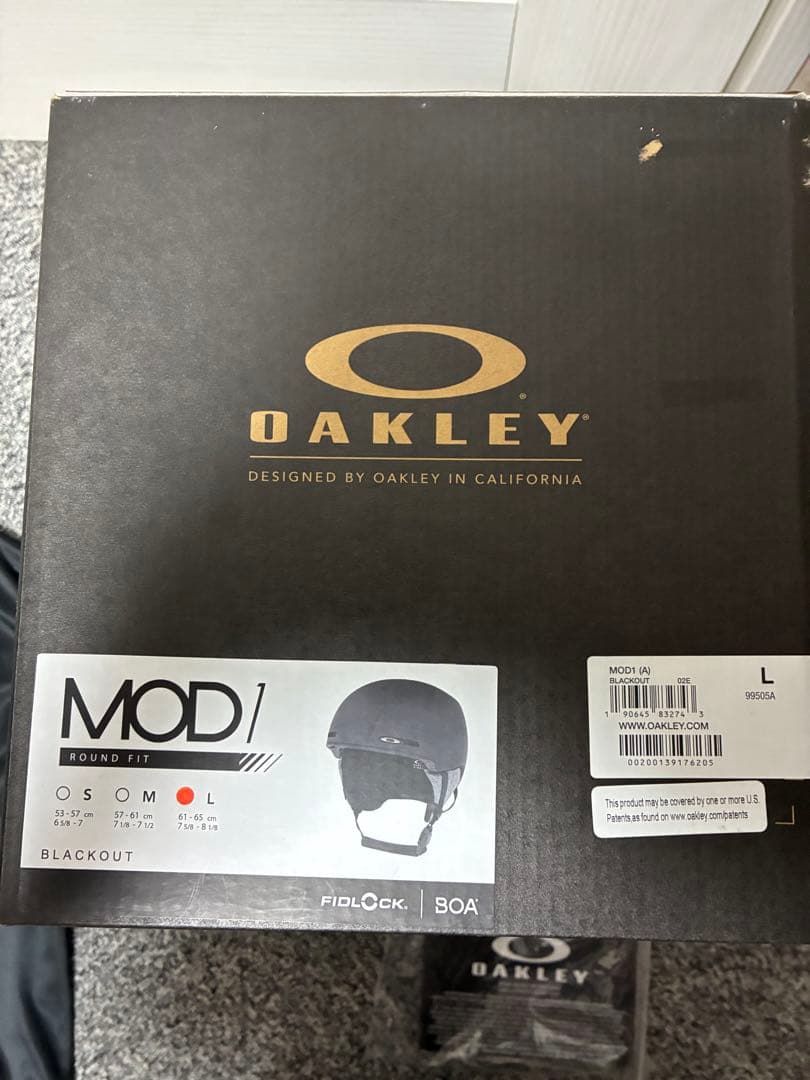 OAKLEY®
DESIGNED BY OAKLEY IN CALIFORNIA
MOD1
ROUND FIT
S M L
53 - 57 cm 57 - 61 cm 61 - 65 cm
6 5/8 - 7 7 1/8 - 7 1/2 7 5/8 - 8 1/8
BLACKOUT
FIDLOCK® | BOA®
MOD1 (A)
BLACKOUT 02E
L
99505A
1 90645 83274 3
WWW.OAKLEY.COM
00200139176205
This product may be covered by one or more U.S.
Patents,as found on www.oakley.com/patents
OAKLEY